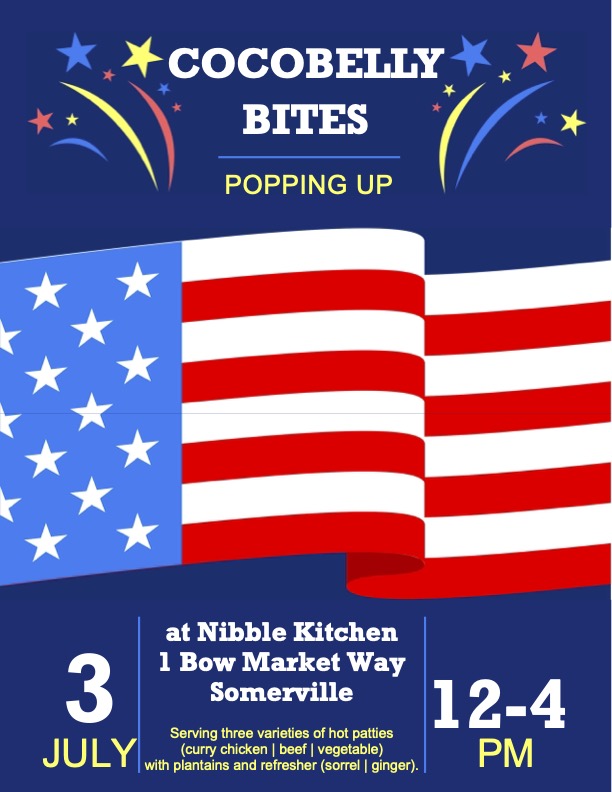 COCOBELLY
BITES
POPPING UP
at Nibble Kitchen
1 Bow Market Way
Somerville
3
JULY
Serving three varieties of hot patties
(curry chicken | beef | vegetable)
with plantains and refresher (sorrel | ginger).
12-4
PM